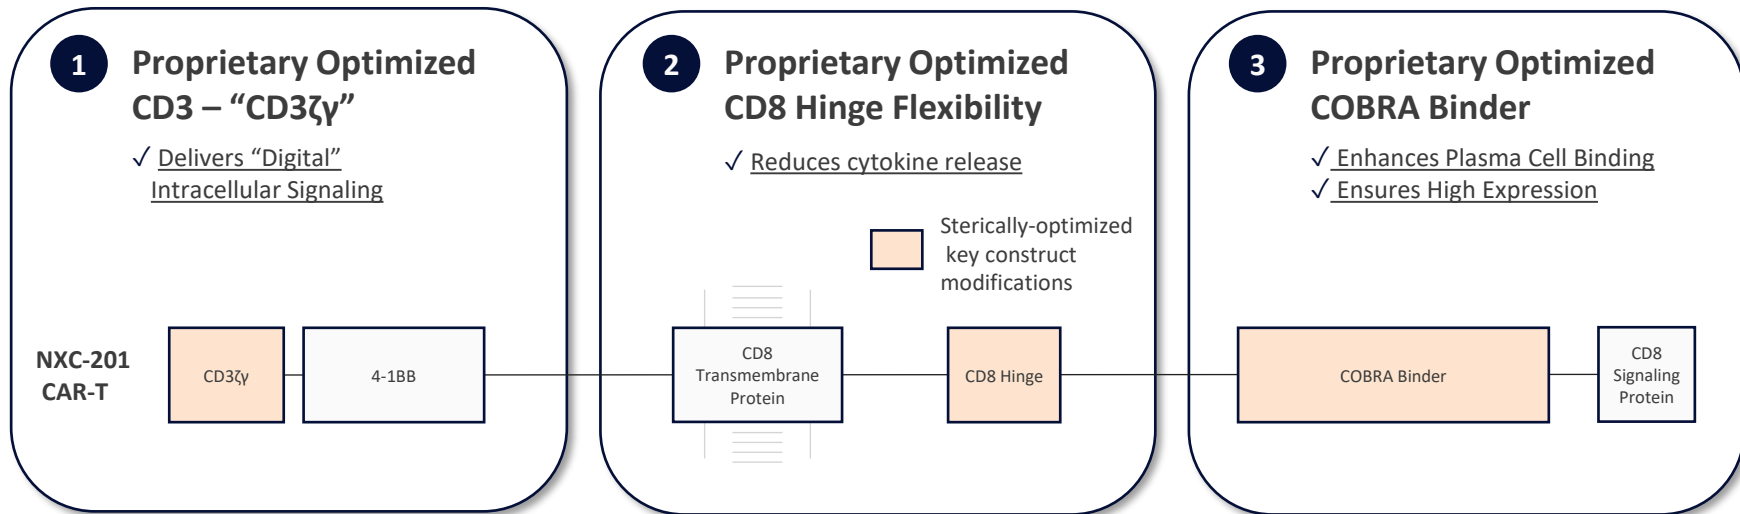 1
Proprietary Optimized
CD3 – “CD3ζγ”
✓ Delivers “Digital”
Intracellular Signaling
2
Proprietary Optimized
CD8 Hinge Flexibility
✓ Reduces cytokine release
3
Proprietary Optimized
COBRA Binder
✓ Enhances Plasma Cell Binding
✓ Ensures High Expression
Sterically-optimized
key construct
modifications
NXC-201
CAR-T
CD3ζγ
4-1BB
CD8
Transmembrane
Protein
CD8 Hinge
COBRA Binder
CD8
Signaling
Protein